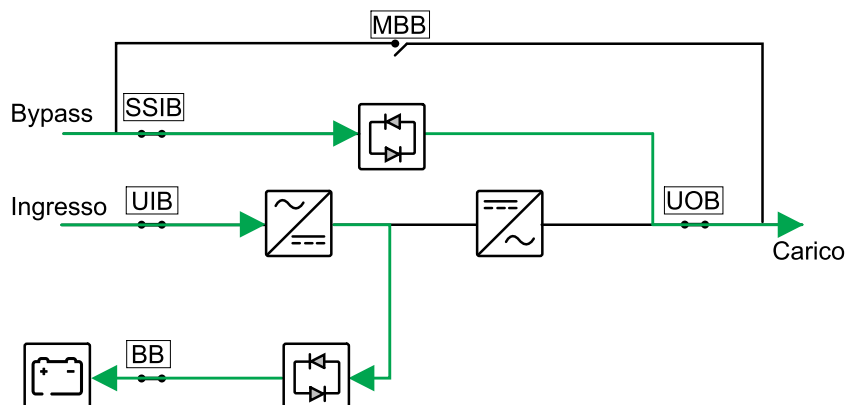 MBB
SSIB
Bypass
UIB
Ingresso
UOB
Carico
BB